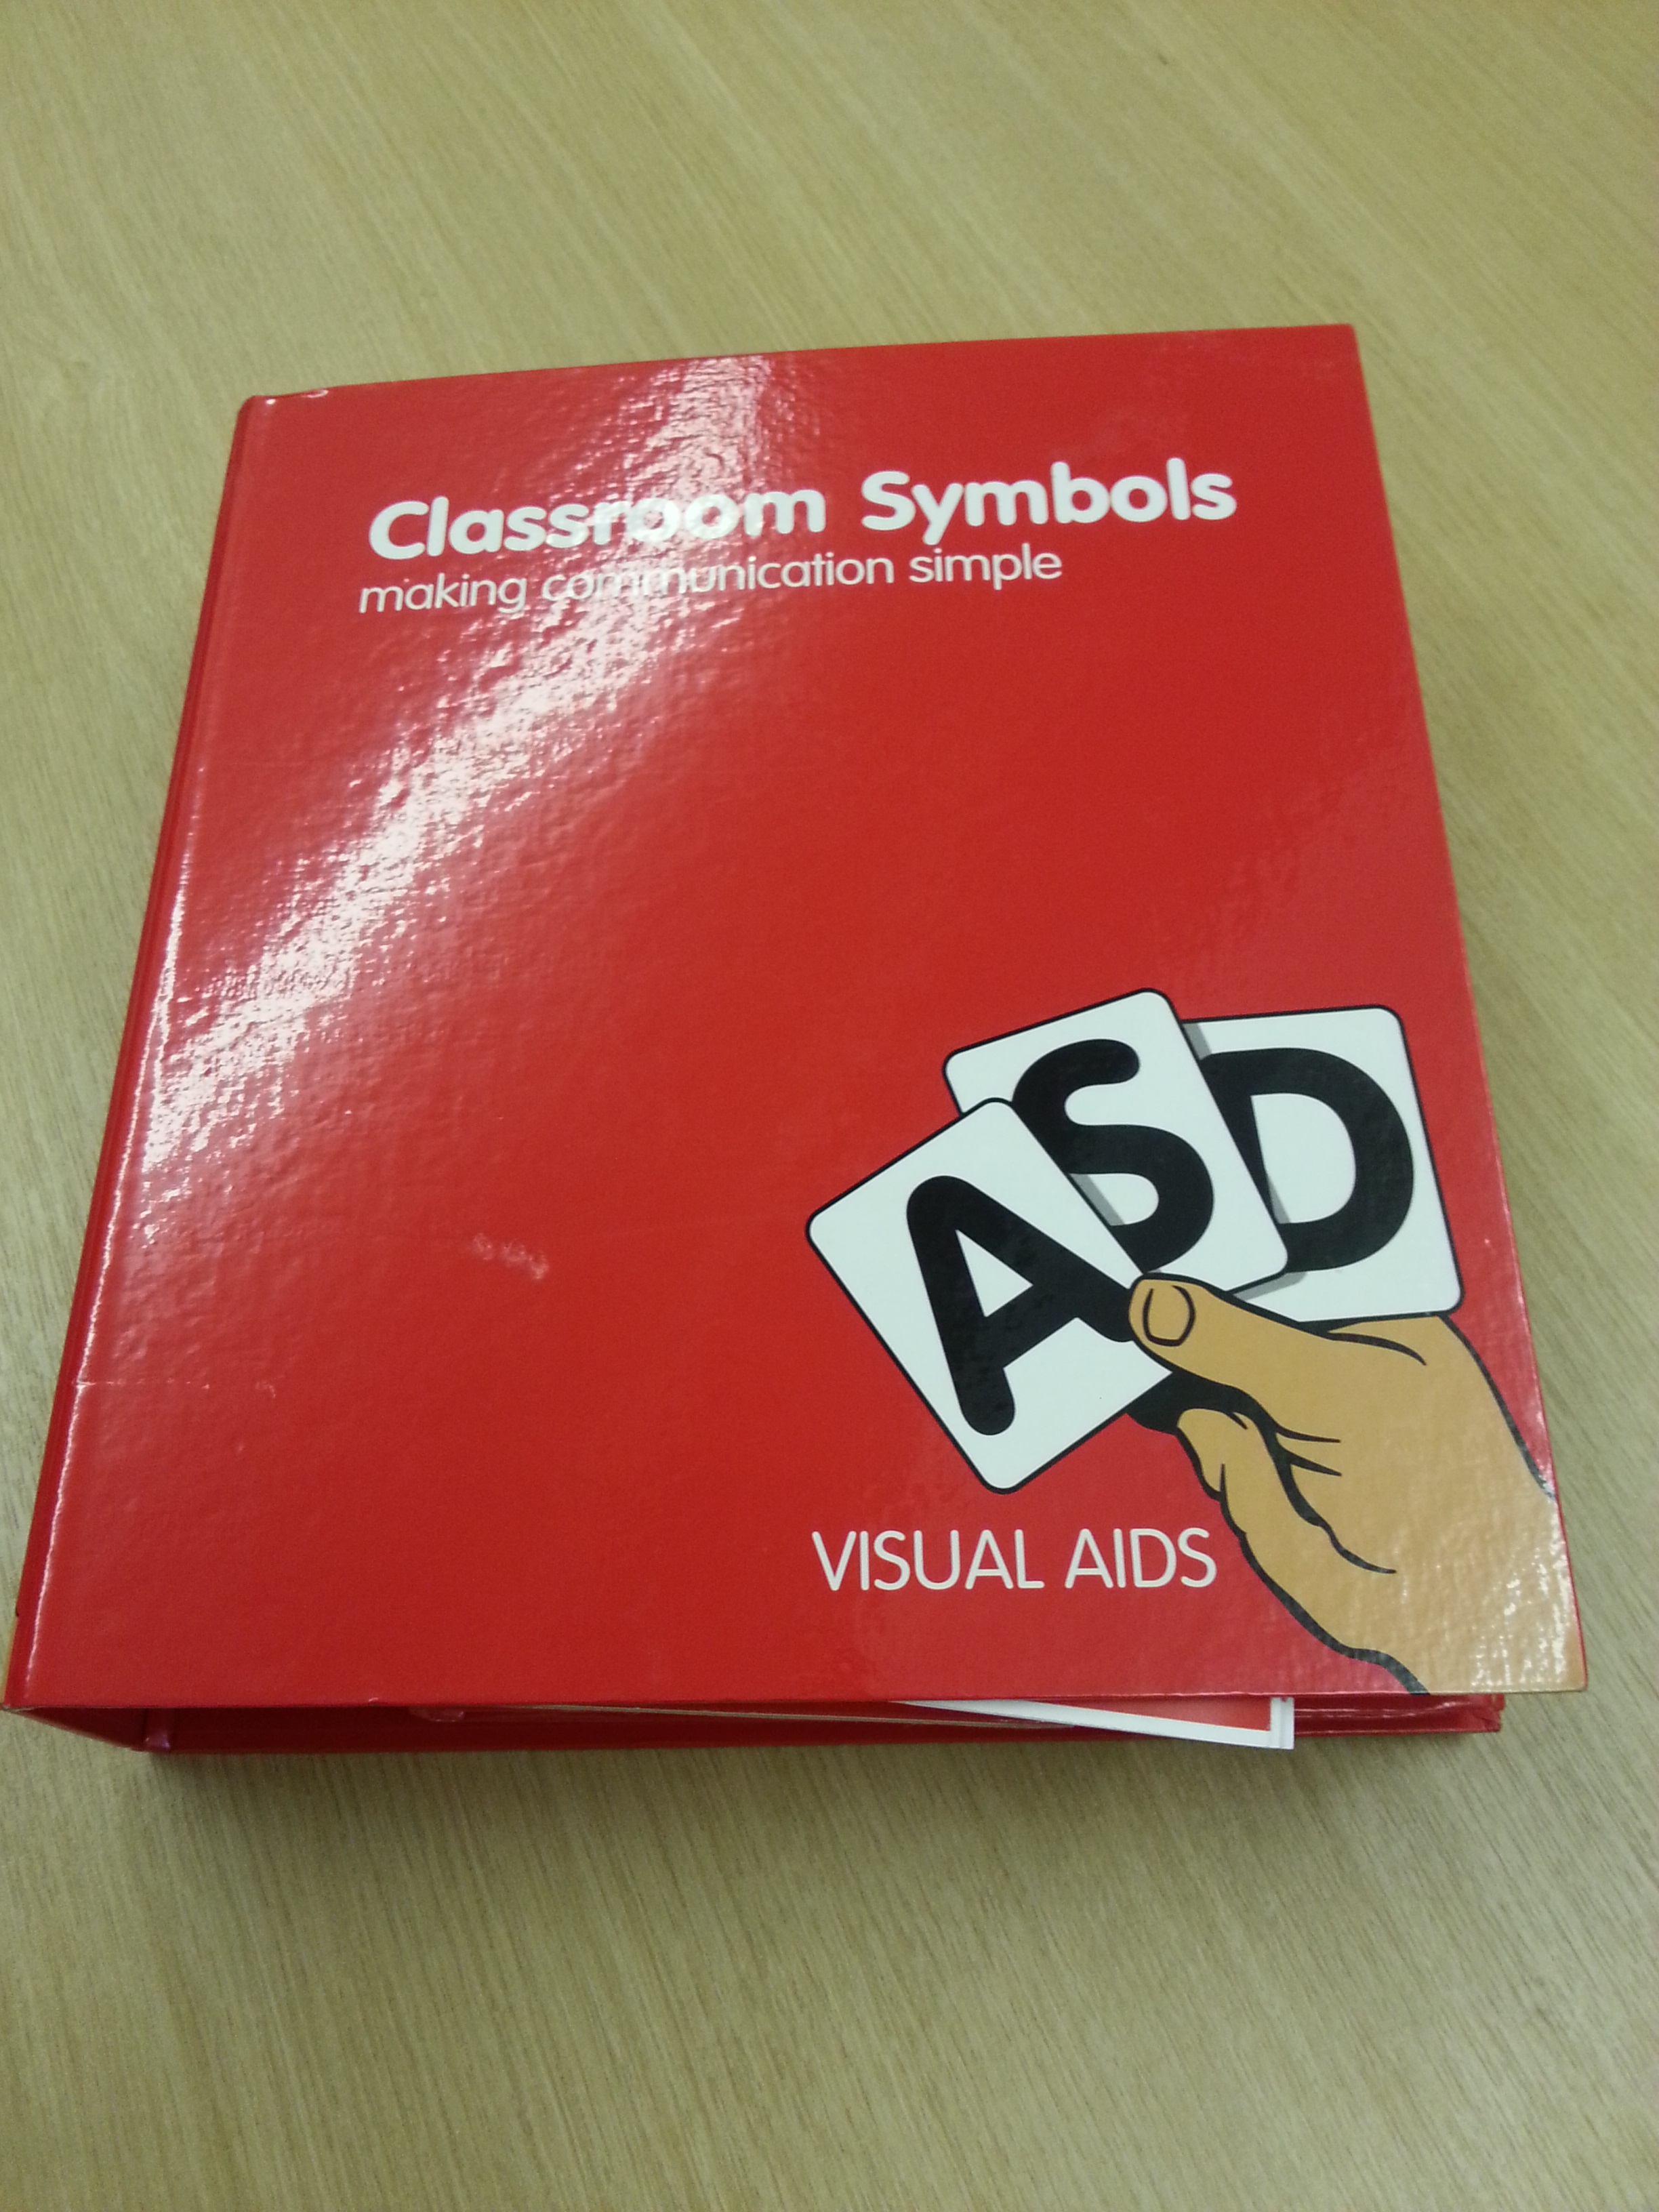 Classroom Symbols
making communication simple
ASD
VISUAL AIDS